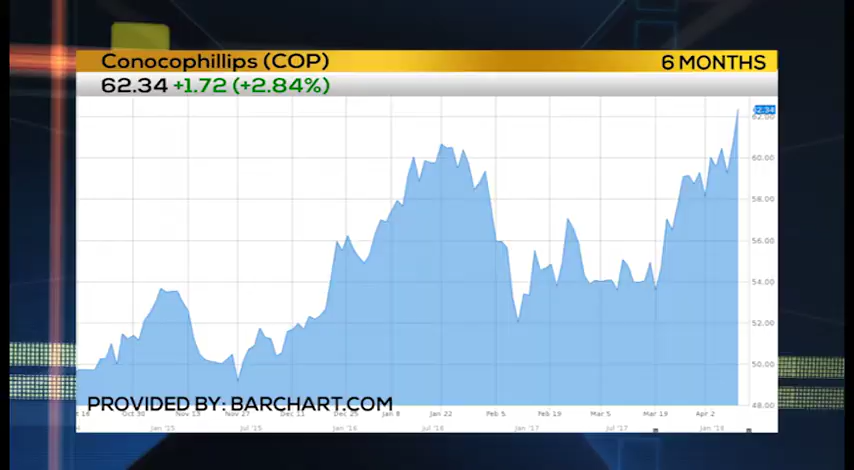 Conocophillips (COP) 6 MONTHS
62.34 +1.72 (+2.84%)
62.34
62.00
60.00
58.00
56.00
54.00
52.00
50.00
48.00
PROVIDED BY: BARCHART.COM
16 Oct 30 Nov 13 Nov 27 Dec 11 Dec 25 Jan 8 Jan 22 Feb 5 Feb 19 Mar 5 Mar 19 Apr 2
Jan '15 Jul '15 Jan '16 Jul '16 Jan '17 Jul '17 Jan '18